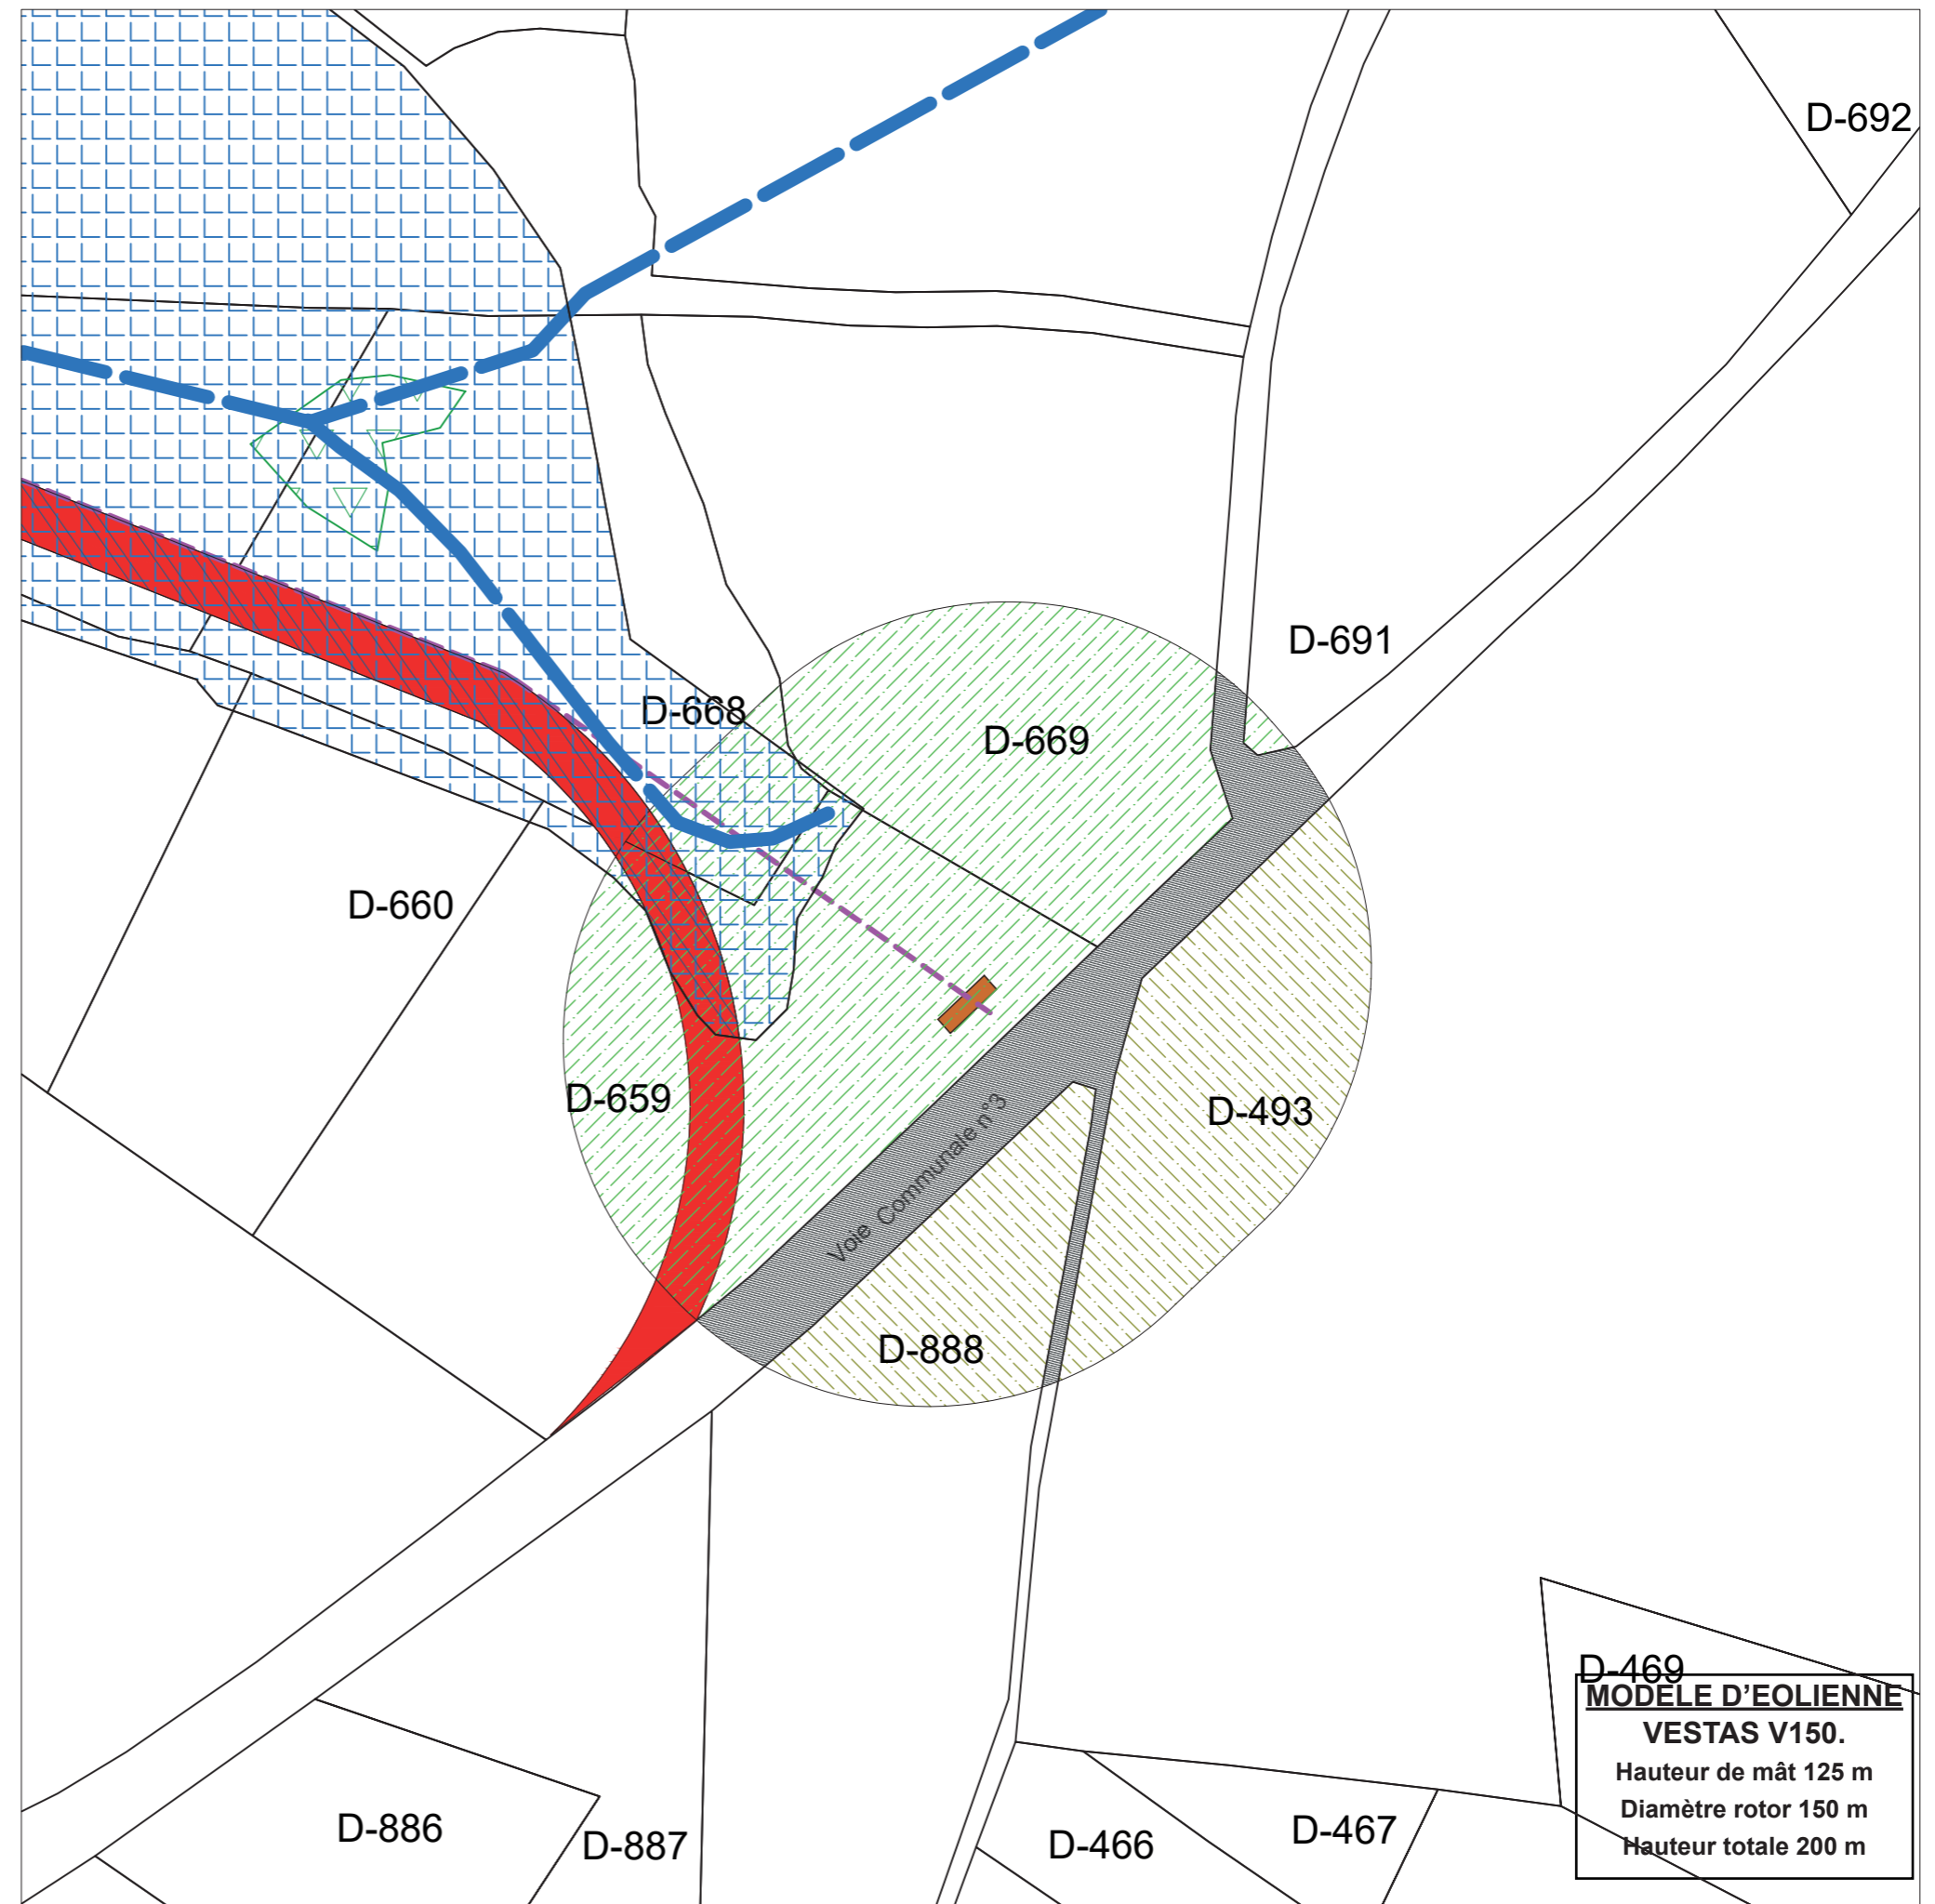 D-692
D-691
D-668
D-669
D-660
D-659
D-493
Voie Communale n°3
D-888
D-469
MODELE D'EOLIENNE
VESTAS V150.
Hauteur de mât 125 m
Diamètre rotor 150 m
Hauteur totale 200 m
D-886
D-887
D-466
D-467